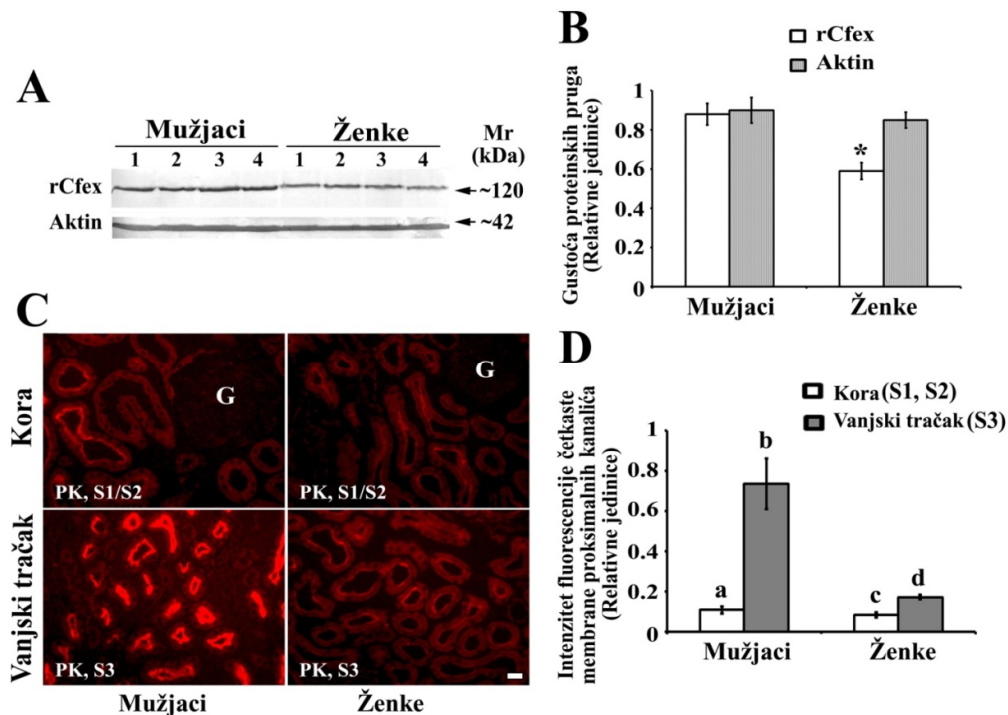 A
Mužjaci Ženke Mr
(kDa)
1 2 3 4 1 2 3 4
rCfex ~120
Aktin ~42
B
rCfex
Aktin
Gustoća proteinskih pruga
(Relativne jedinice)
1
0.8
0.6
0.4
0.2
0
*
Mužjaci Ženke
C
Kora
G G
PK, S1/S2 PK, S1/S2
Vanjski tračak
PK, S3 PK, S3
Mužjaci Ženke
D
Kora (S1, S2)
Vanjski tračak (S3)
Intenzitet fluorescencije četkaste
membrane proksimalnih kanalića
(Relativne jedinice)
1
0.8
0.6
0.4
0.2
0
a b c d
Mužjaci Ženke